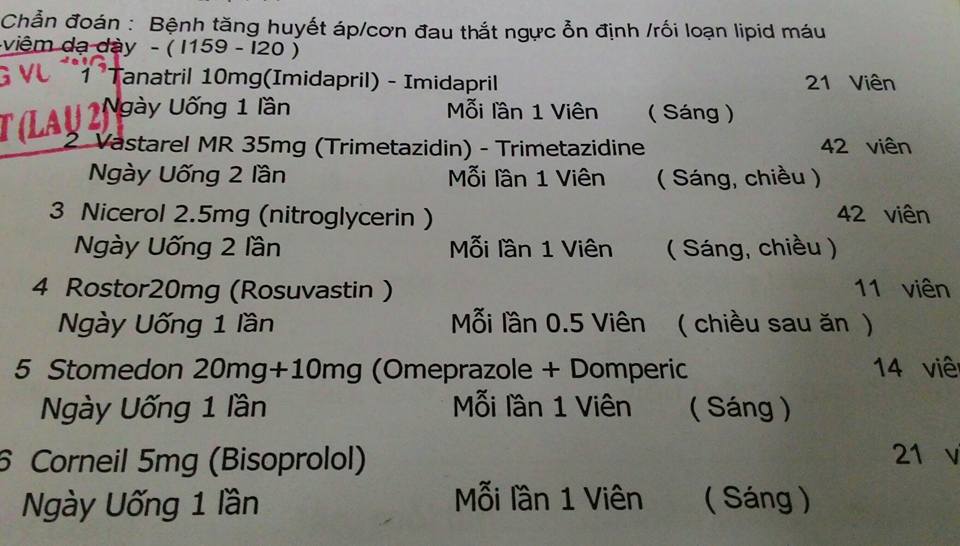 Chẩn đoán : Bệnh tăng huyết áp/cơn đau thắt ngực ổn định /rối loạn lipid máu
viêm dạ dày - ( I159 - I20 )
1 Tanatril 10mg(Imidapril) - Imidapril 21 Viên
Ngày Uống 1 lần Mỗi lần 1 Viên ( Sáng )
T (LAU 2)
2 Vastarel MR 35mg (Trimetazidin) - Trimetazidine 42 viên
Ngày Uống 2 lần Mỗi lần 1 Viên ( Sáng, chiều )
3 Nicerol 2.5mg (nitroglycerin ) 42 viên
Ngày Uống 2 lần Mỗi lần 1 Viên ( Sáng, chiều )
4 Rostor20mg (Rosuvastin ) 11 viên
Ngày Uống 1 lần Mỗi lần 0.5 Viên ( chiều sau ăn )
5 Stomedon 20mg+10mg (Omeprazole + Domperic 14 viê
Ngày Uống 1 lần Mỗi lần 1 Viên ( Sáng )
6 Corneil 5mg (Bisoprolol) 21 v
Ngày Uống 1 lần Mỗi lần 1 Viên ( Sáng )